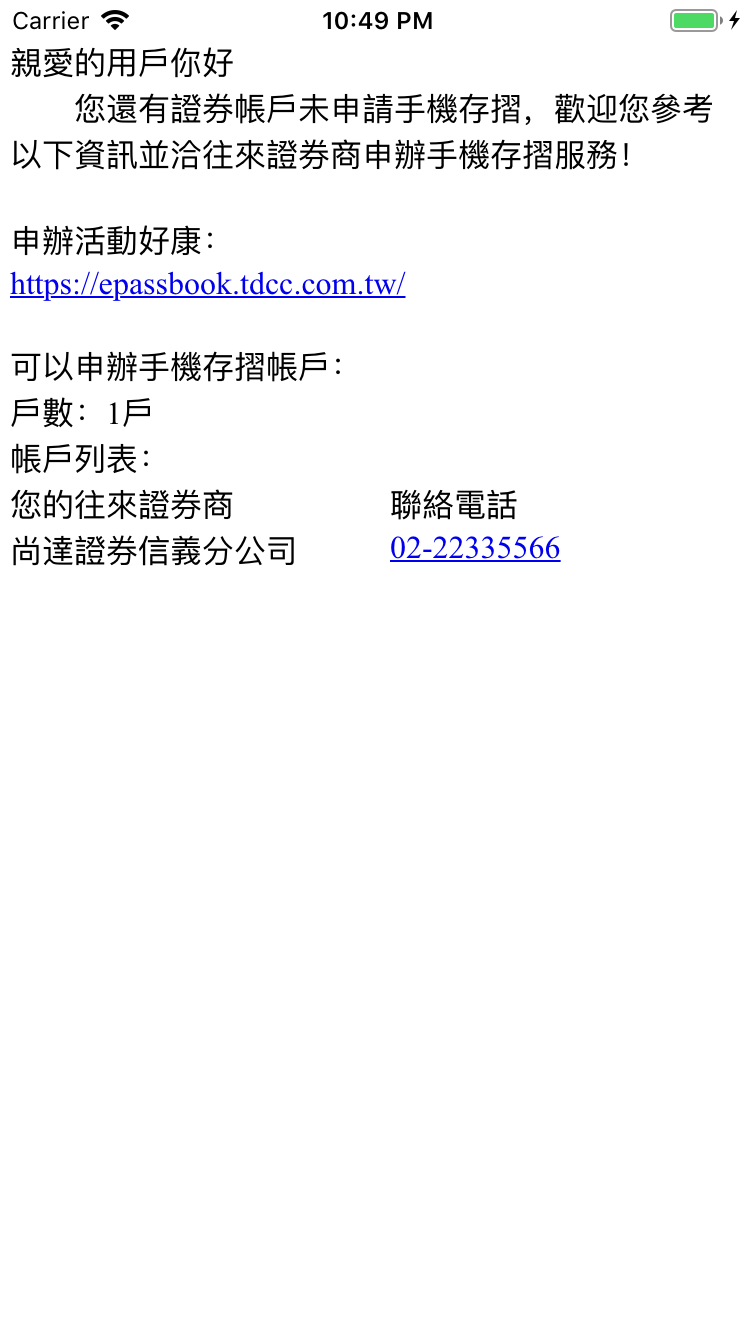 Carrier 10:49 PM
親愛的用戶你好
您還有證券帳戶未申請手機存摺，歡迎您參考
以下資訊並洽往來證券商申辦手機存摺服務！
申辦活動好康：
https://epassbook.tdcc.com.tw/
可以申辦手機存摺帳戶：
戶數：1戶
帳戶列表：
您的往來證券商 聯絡電話
尚達證券信義分公司 02-22335566